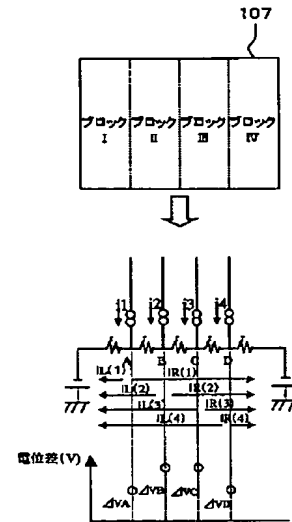 107
ブロック ブロック ブロック ブロック
I II III IV
i1 i2 i3 i4
r r r r r
A B C D
IL(1) IR(1)
IL(2) IR(2)
IL(3) IR(3)
IL(4) IR(4)
電位差(V)
ΔVA ΔVB ΔVC ΔVD